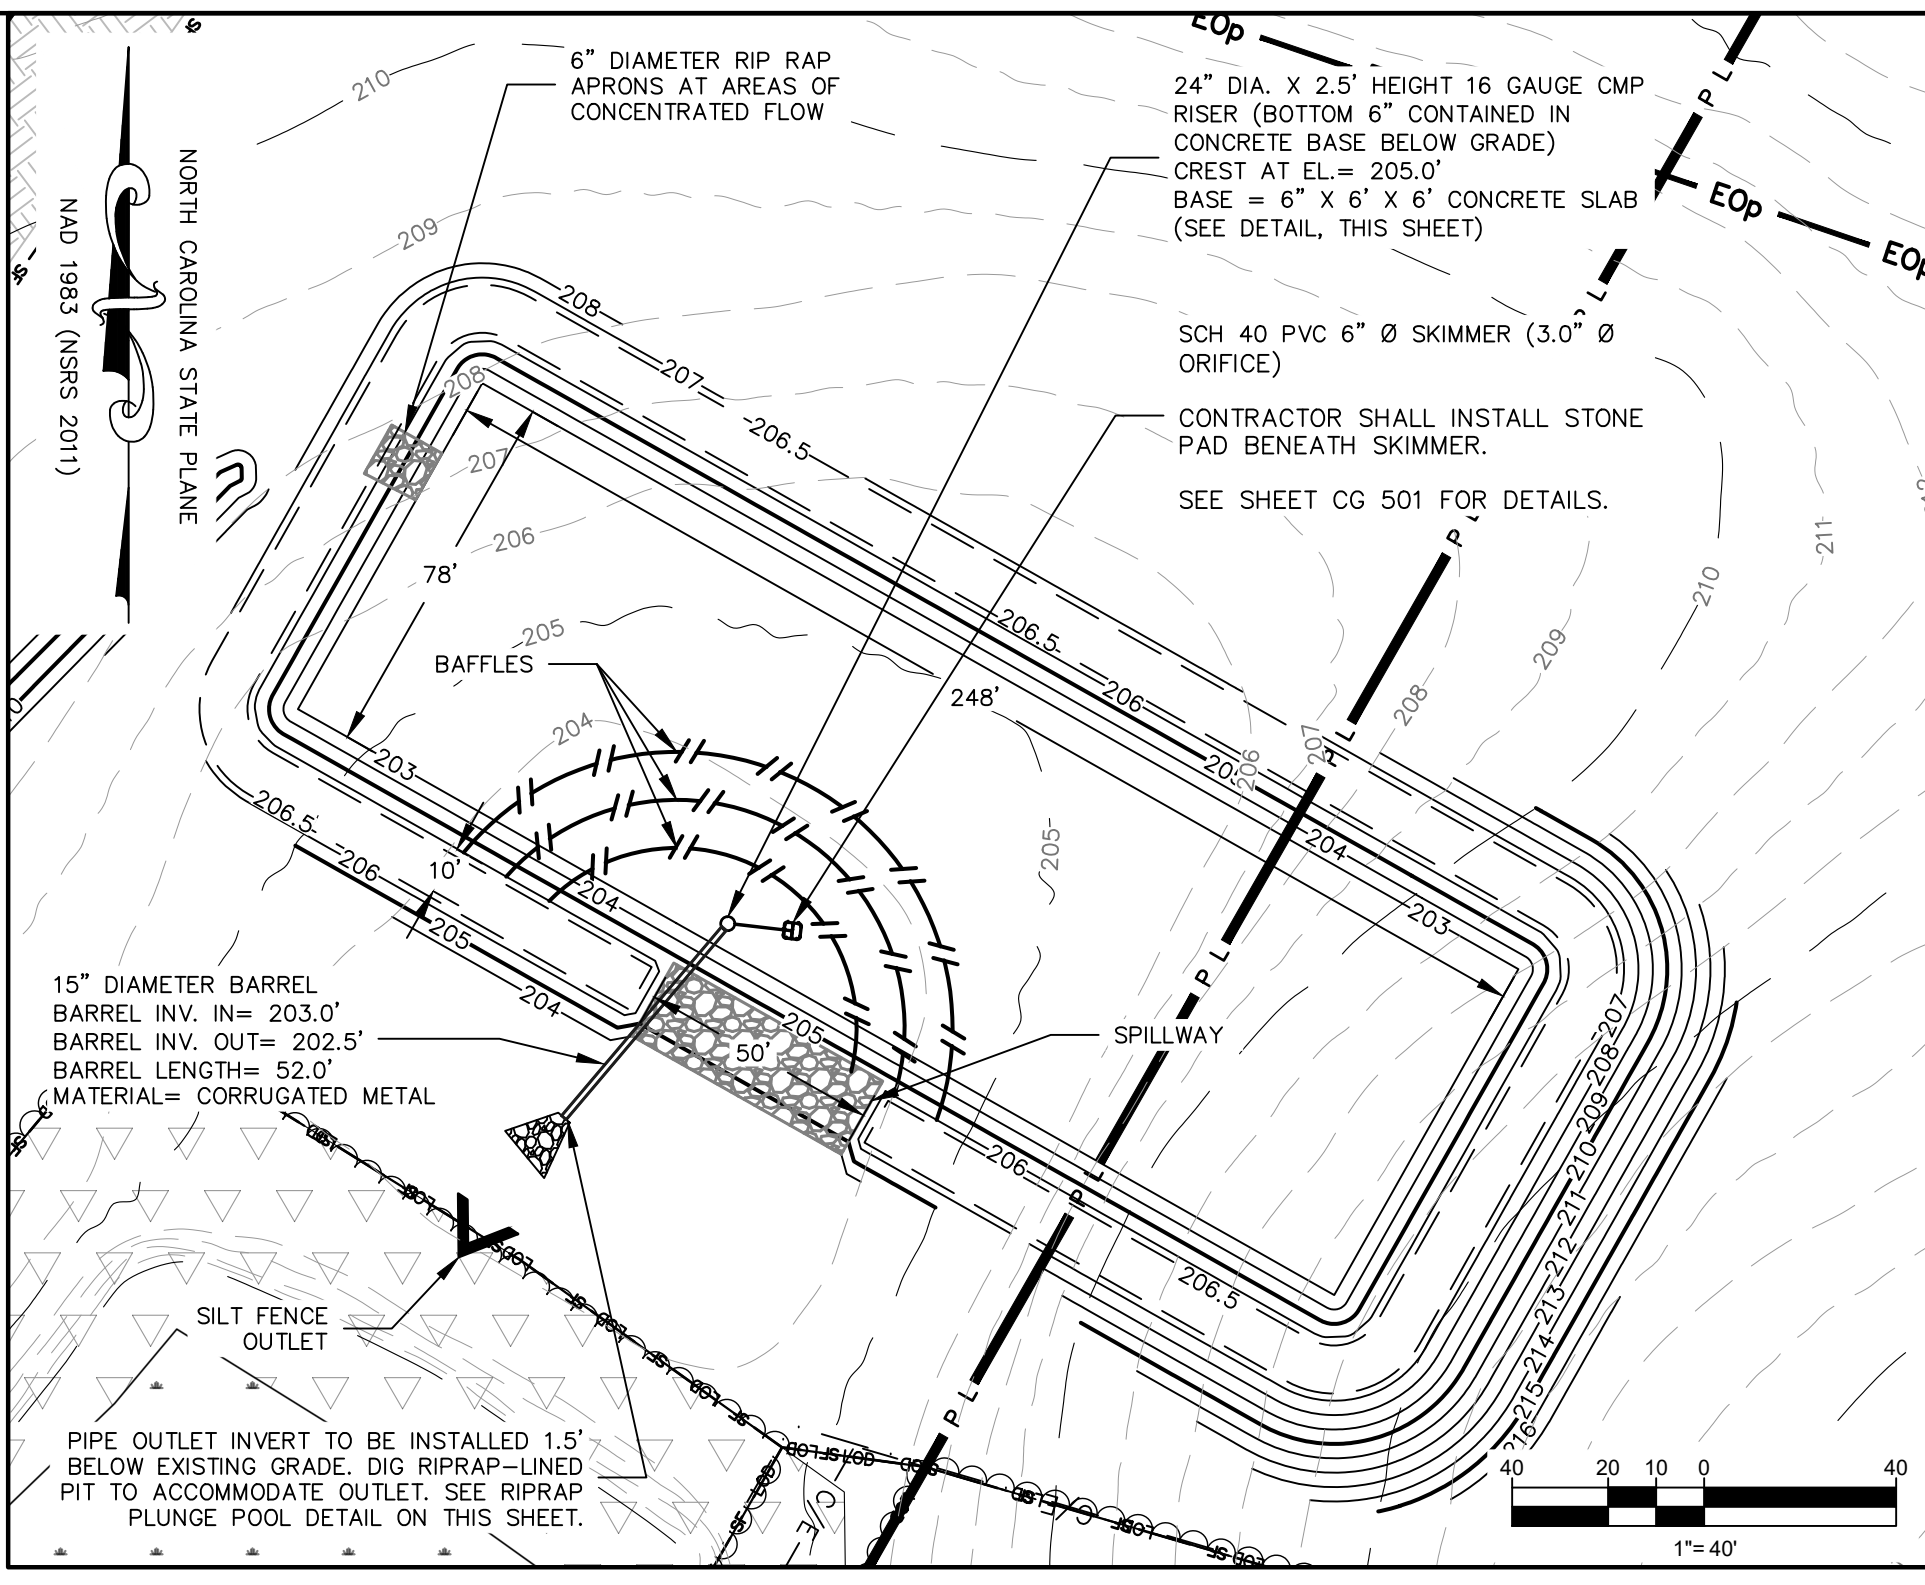 6" DIAMETER RIP RAP
APRONS AT AREAS OF
CONCENTRATED FLOW
24" DIA. X 2.5' HEIGHT 16 GAUGE CMP
RISER (BOTTOM 6" CONTAINED IN
CONCRETE BASE BELOW GRADE)
CREST AT EL.= 205.0'
BASE = 6" X 6' X 6' CONCRETE SLAB
(SEE DETAIL, THIS SHEET)
SCH 40 PVC 6" Ø SKIMMER (3.0" Ø
ORIFICE)
CONTRACTOR SHALL INSTALL STONE
PAD BENEATH SKIMMER.
SEE SHEET CG 501 FOR DETAILS.
NORTH CAROLINA STATE PLANE
NAD 1983 (NSRS 2011)
EOp
EOp
EOp
P L
P L
P L
P L
P L
P L
P L
210
209
208
207
206.5
208
207
206
205
204
78'
BAFFLES
248'
206.5
206
204
203
203
206.5
206
205
204
10'
204
205
50'
206
206.5
205
206
207
208
209
210
211
SPILLWAY
207
208
209
210
211
212
213
214
215
216
15" DIAMETER BARREL
BARREL INV. IN= 203.0'
BARREL INV. OUT= 202.5'
BARREL LENGTH= 52.0'
MATERIAL= CORRUGATED METAL
SILT FENCE
OUTLET
PIPE OUTLET INVERT TO BE INSTALLED 1.5'
BELOW EXISTING GRADE. DIG RIPRAP-LINED
PIT TO ACCOMMODATE OUTLET. SEE RIPRAP
PLUNGE POOL DETAIL ON THIS SHEET.
LOD
SF
LOD
SF
LOD
SF
C/E
C/E
40 20 10 0 40
1"= 40'